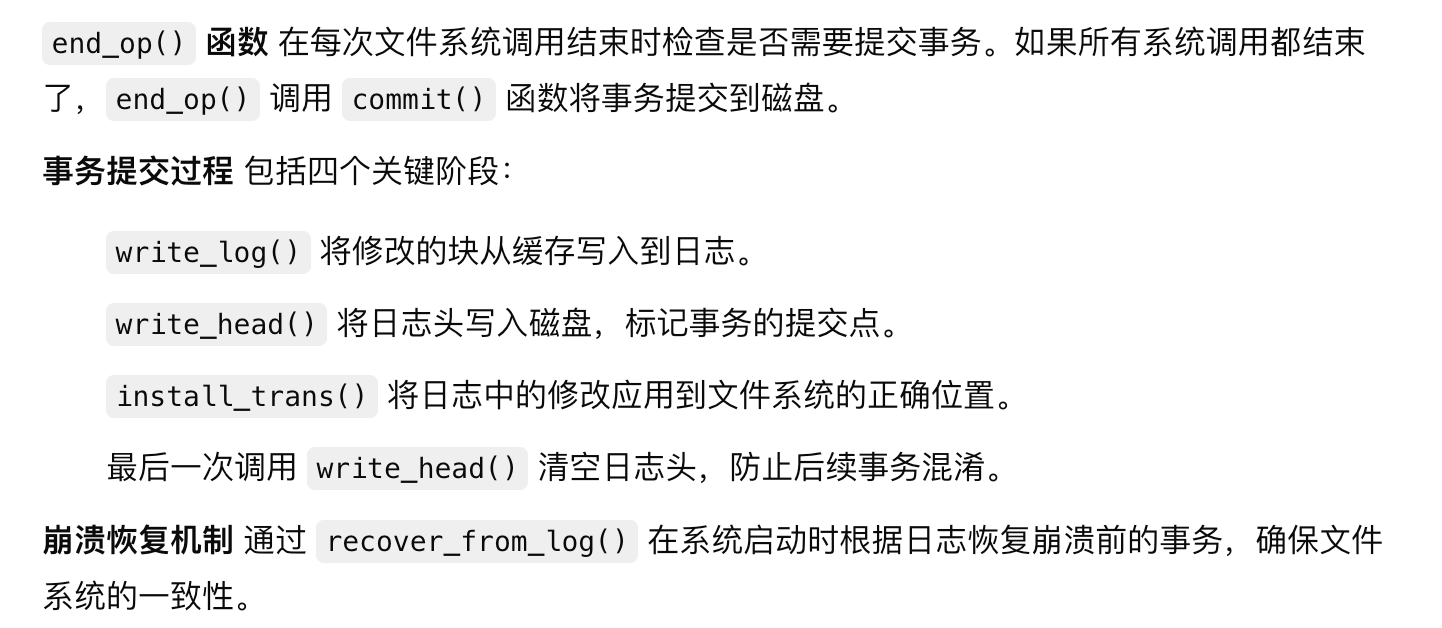 end_op() 函数 在每次文件系统调用结束时检查是否需要提交事务。如果所有系统调用都结束
了，end_op() 调用 commit() 函数将事务提交到磁盘。
事务提交过程 包括四个关键阶段：
write_log() 将修改的块从缓存写入到日志。
write_head() 将日志头写入磁盘，标记事务的提交点。
install_trans() 将日志中的修改应用到文件系统的正确位置。
最后一次调用 write_head() 清空日志头，防止后续事务混淆。
崩溃恢复机制 通过 recover_from_log() 在系统启动时根据日志恢复崩溃前的事务，确保文件
系统的一致性。